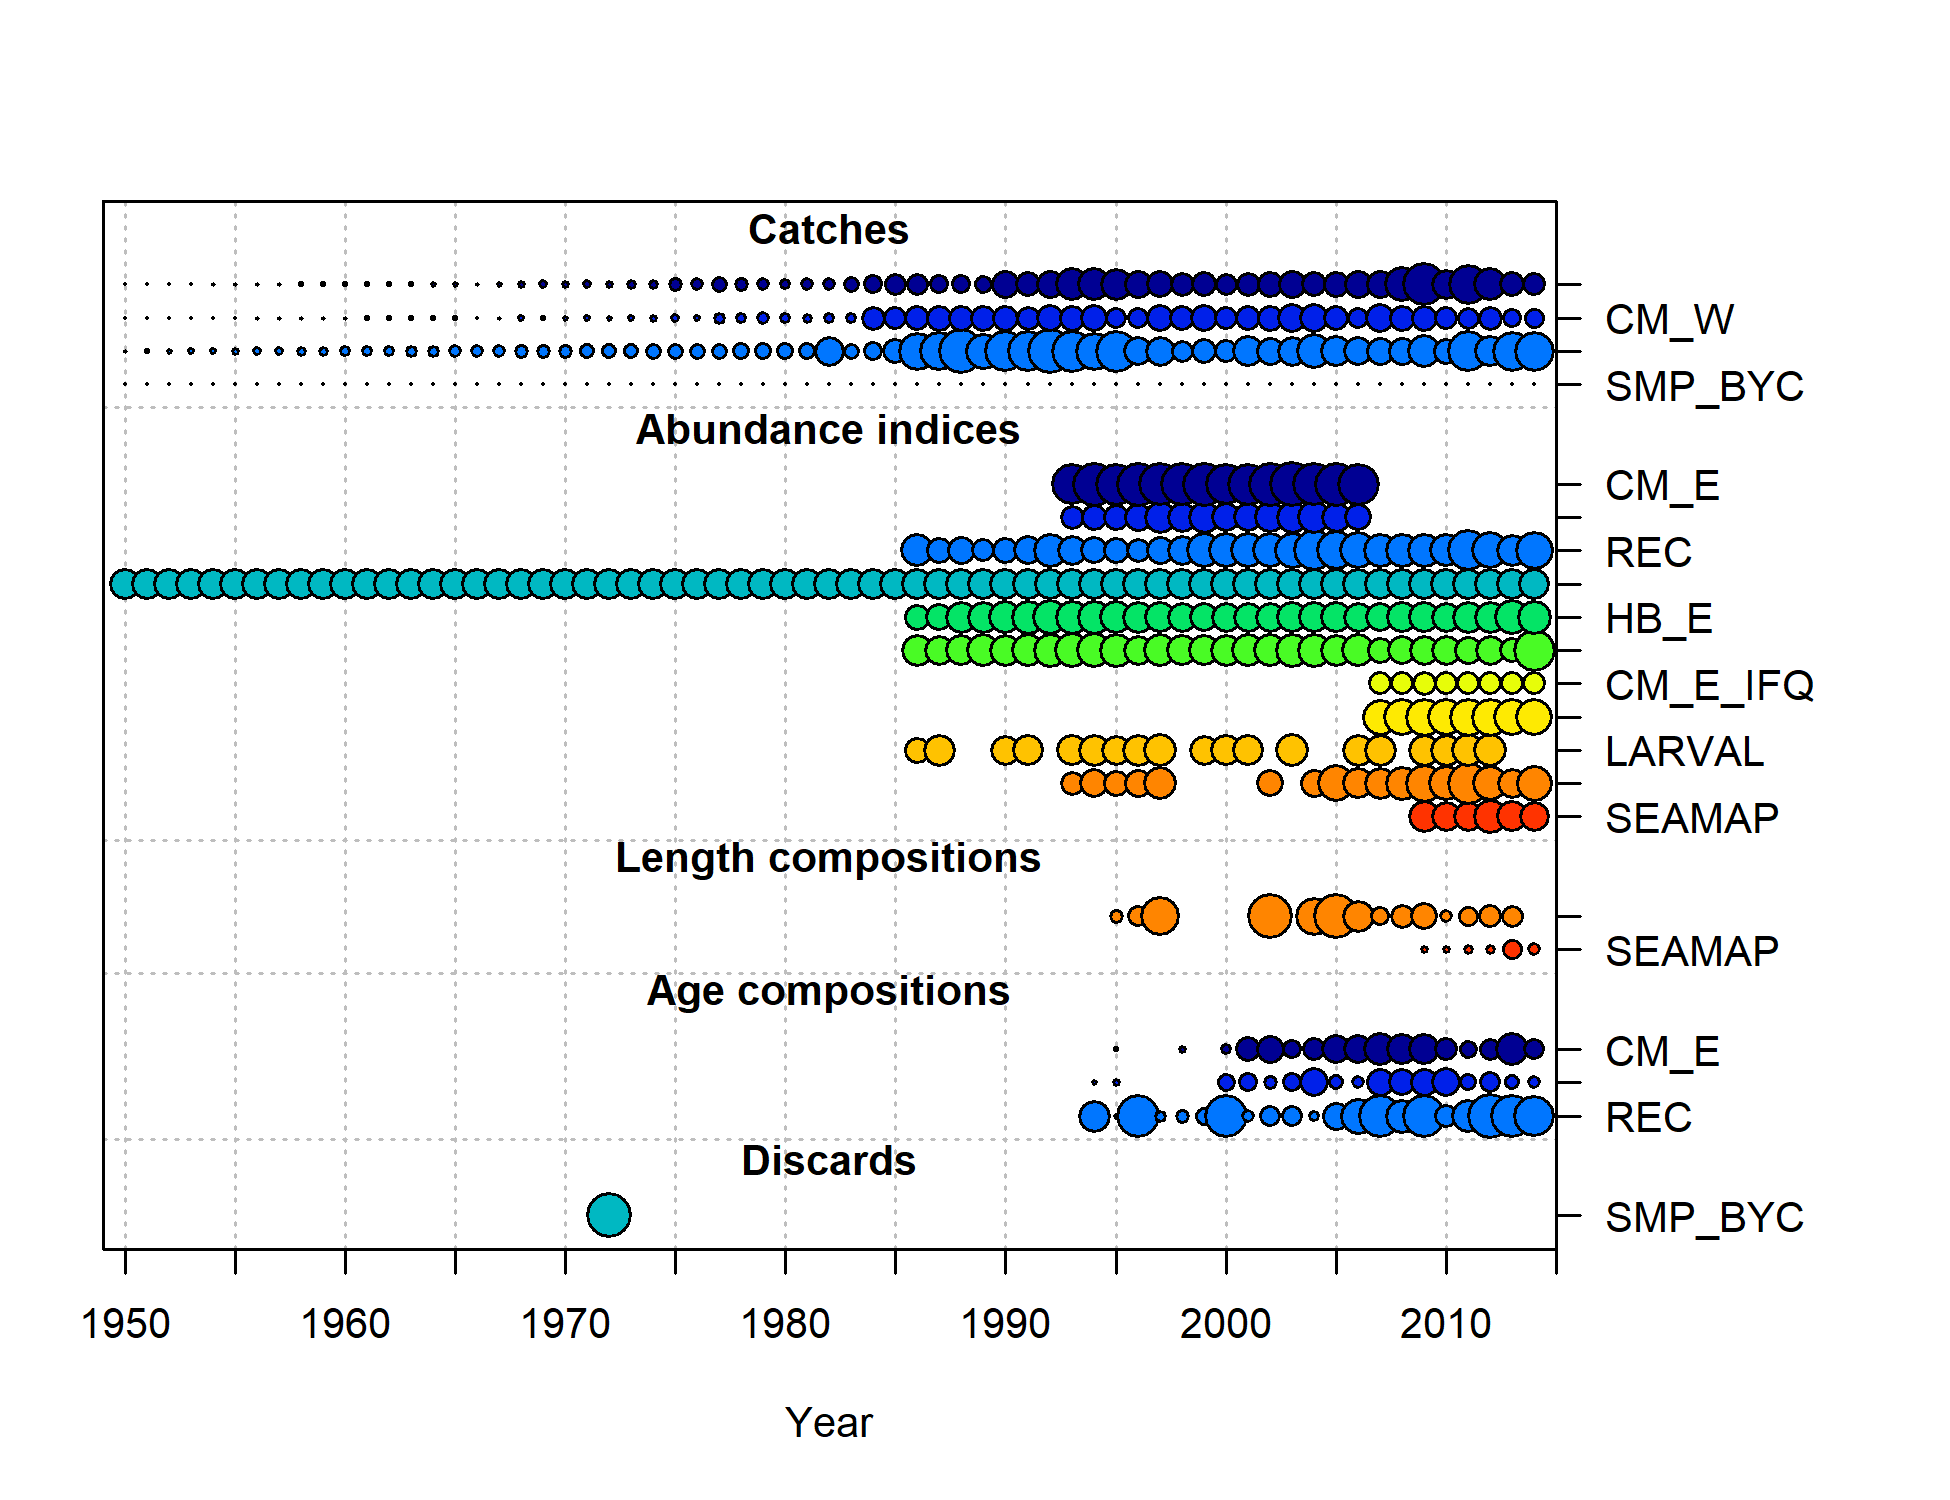 Catches
CM_W
SMP_BYC
Abundance indices
CM_E
REC
HB_E
CM_E_IFQ
LARVAL
SEAMAP
Length compositions
SEAMAP
Age compositions
CM_E
REC
Discards
SMP_BYC
1950 1960 1970 1980 1990 2000 2010
Year